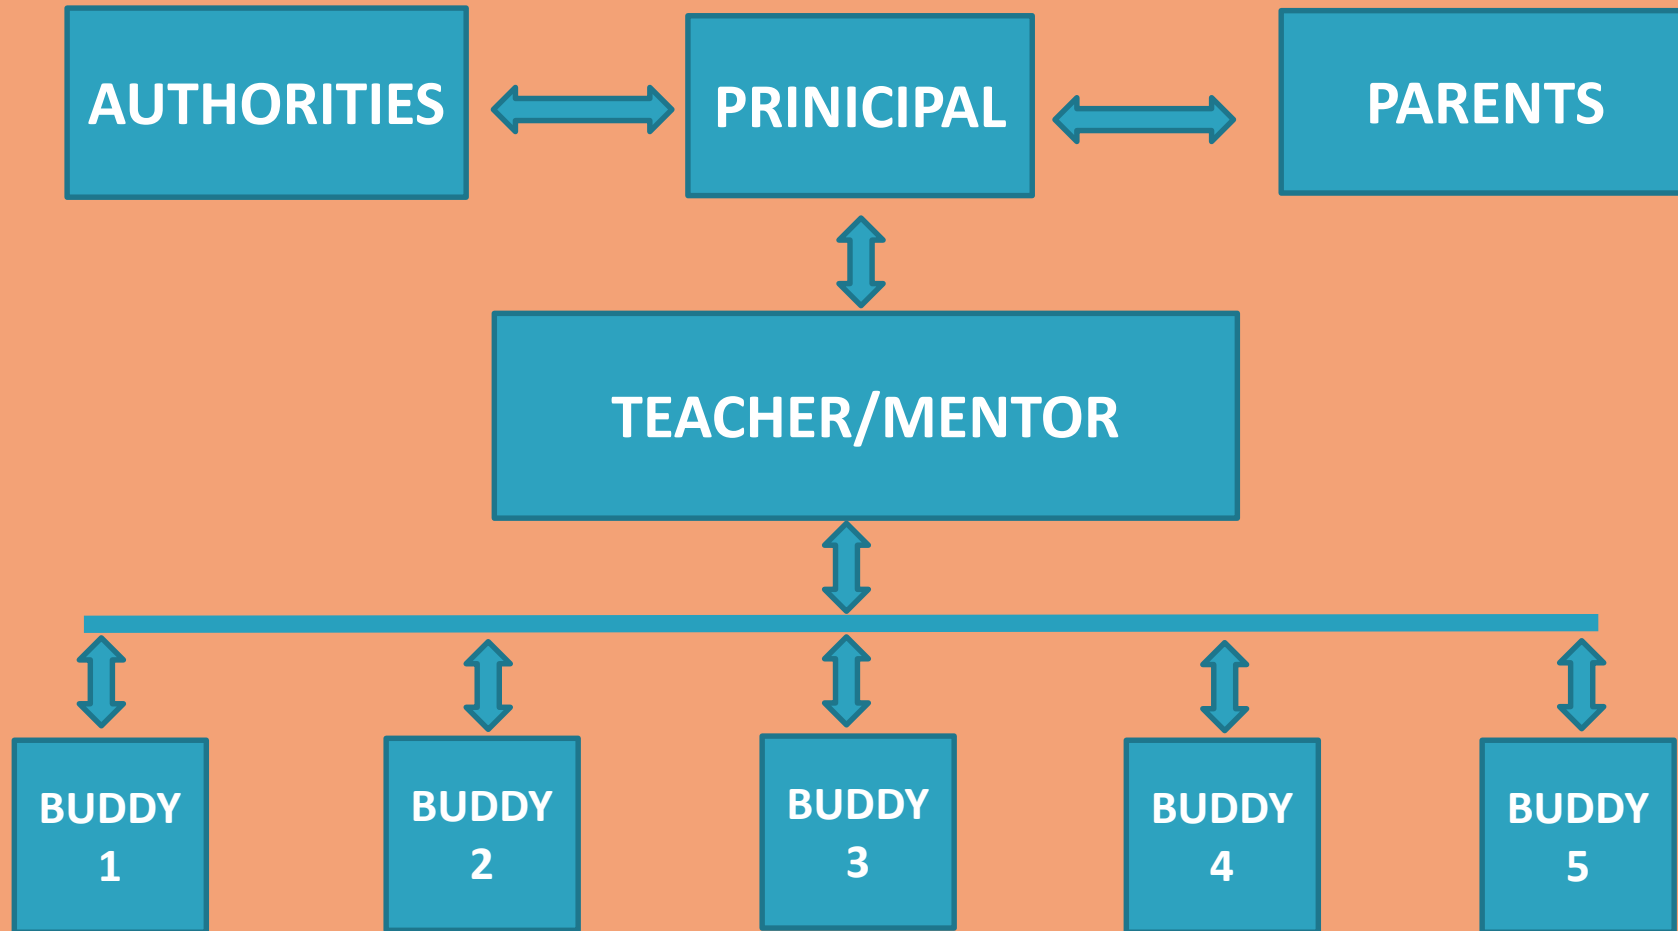 AUTHORITIES
PRINICIPAL
PARENTS
TEACHER/MENTOR
BUDDY
1
BUDDY
2
BUDDY
3
BUDDY
4
BUDDY
5